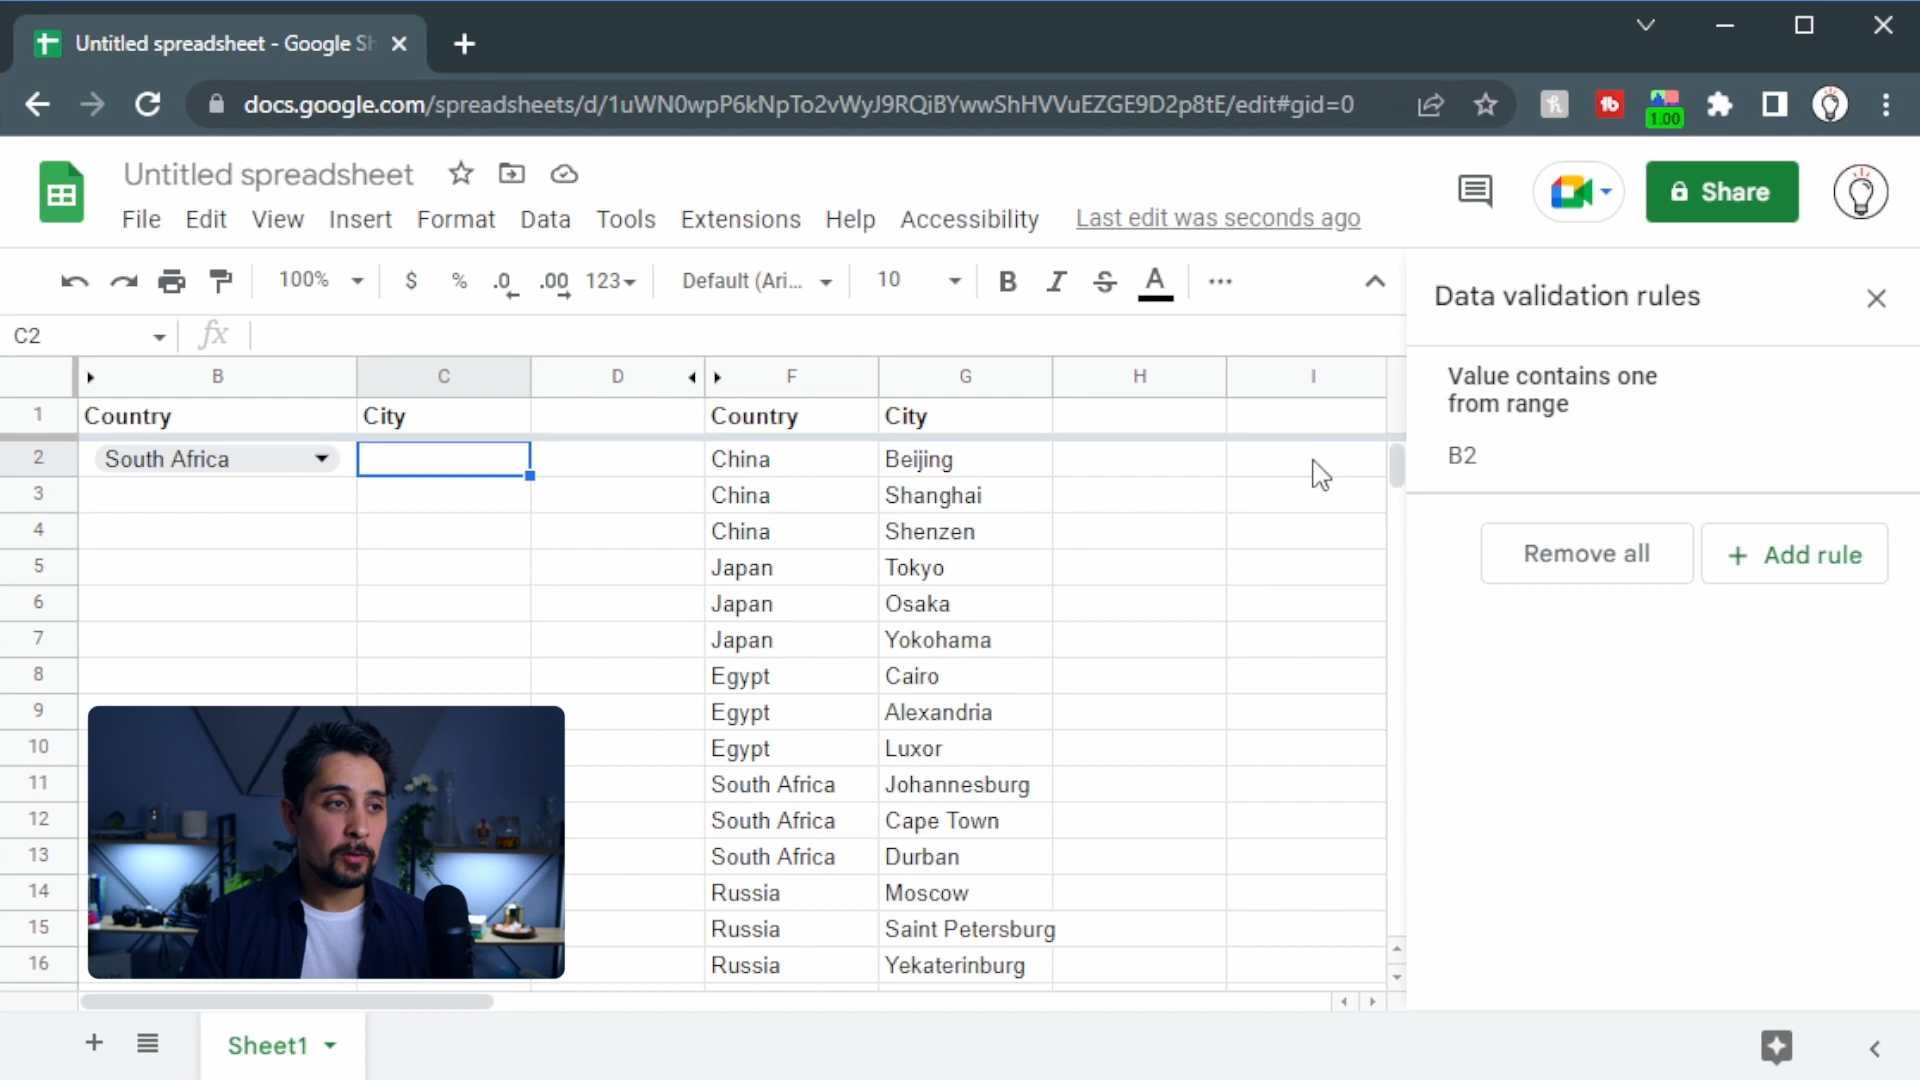 Untitled spreadsheet - Google Sh
docs.google.com/spreadsheets/d/1uWN0wpP6kNpTo2vWyJ9RQiBYwwShHVVuEZGE9D2p8tE/edit#gid=0
1.00
Untitled spreadsheet
File Edit View Insert Format Data Tools Extensions Help Accessibility Last edit was seconds ago
Share
100% $ % .0 .00 123 Default (Ari... 10 B I S A ...
Data validation rules
C2 fx
B C D F G H I
Value contains one
from range
1 Country City Country City
B2
2 South Africa China Beijing
3 China Shanghai
4 China Shenzen
Remove all + Add rule
5 Japan Tokyo
6 Japan Osaka
7 Japan Yokohama
8 Egypt Cairo
9 Egypt Alexandria
10 Egypt Luxor
11 South Africa Johannesburg
12 South Africa Cape Town
13 South Africa Durban
14 Russia Moscow
15 Russia Saint Petersburg
16 Russia Yekaterinburg
Sheet1